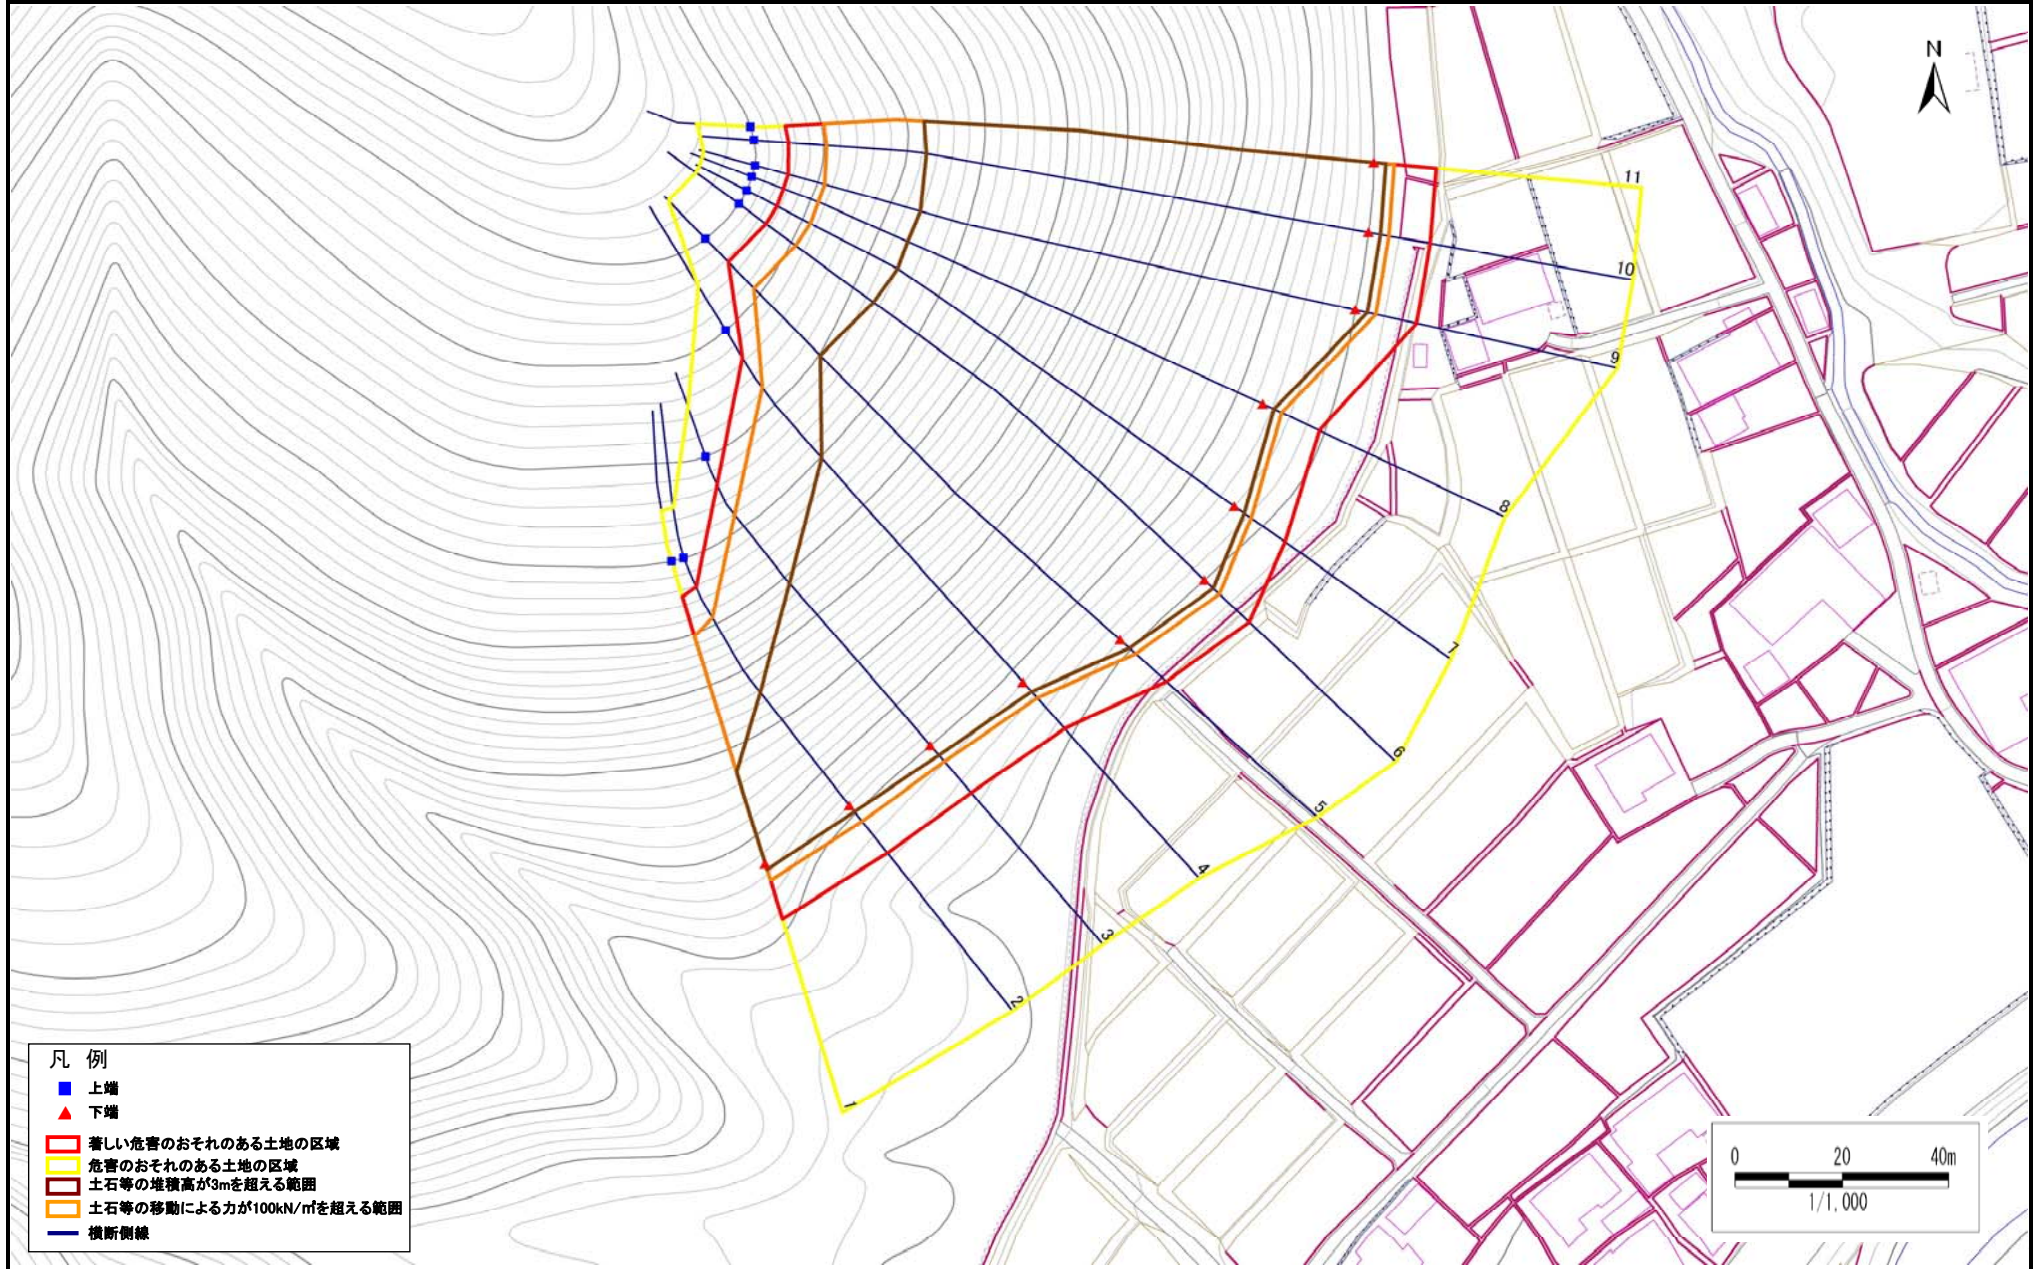 N
11
10
9
8
7
6
5
4
3
2
1
凡 例
上端
下端
著しい危害のおそれのある土地の区域
危害のおそれのある土地の区域
土石等の堆積高が3mを超える範囲
土石等の移動による力が100kN/㎡を超える範囲
横断側線
0 20 40m
1/1,000